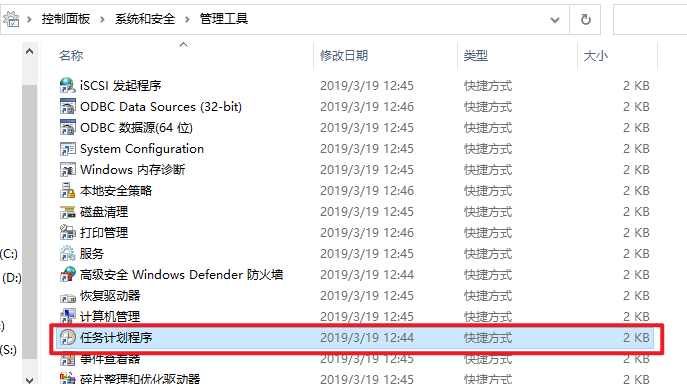 控制面板 > 系统和安全 > 管理工具
名称 修改日期 类型 大小
iSCSI 发起程序 2019/3/19 12:45 快捷方式 2 KB
ODBC Data Sources (32-bit) 2019/3/19 12:46 快捷方式 2 KB
ODBC 数据源(64 位) 2019/3/19 12:45 快捷方式 2 KB
System Configuration 2019/3/19 12:45 快捷方式 2 KB
Windows 内存诊断 2019/3/19 12:45 快捷方式 2 KB
本地安全策略 2019/3/19 12:46 快捷方式 2 KB
磁盘清理 2019/3/19 12:45 快捷方式 2 KB
打印管理 2019/3/19 12:46 快捷方式 2 KB
(C:) 服务 2019/3/19 12:45 快捷方式 2 KB
(D:) 高级安全 Windows Defender 防火墙 2019/3/19 12:44 快捷方式 2 KB
恢复驱动器 2019/3/19 12:45 快捷方式 2 KB
计算机管理 2019/3/19 12:45 快捷方式 2 KB
任务计划程序 2019/3/19 12:44 快捷方式 2 KB
(S:) 事件查看器 2019/3/19 12:45 快捷方式 2 KB
碎片整理和优化驱动器 2019/3/19 12:45 快捷方式 2 KB